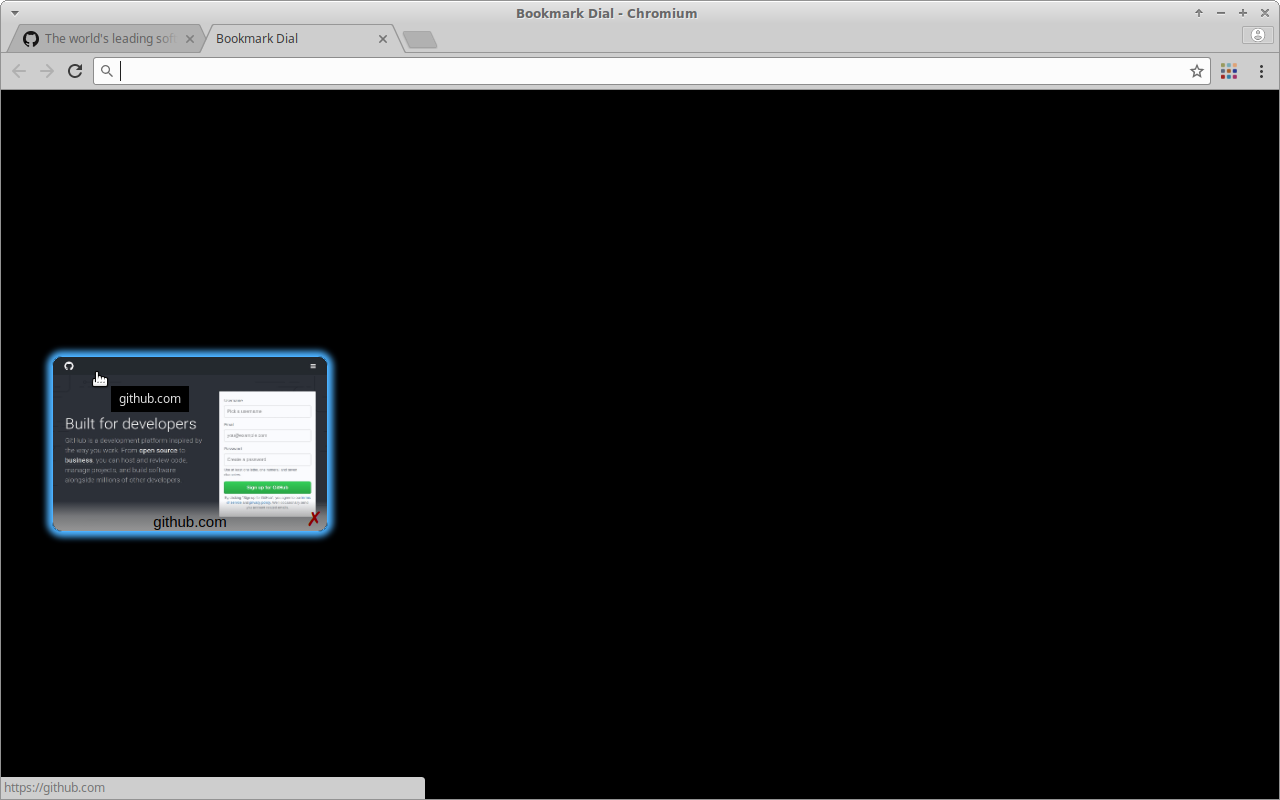 Bookmark Dial - Chromium
The world's leading sof
Bookmark Dial
github.com
Built for developers
GitHub is a development platform inspired by
the way you work. From open source to
business, you can host and review code,
manage projects, and build software
alongside millions of other developers.
Username
Pick a username
Email
you@example.com
Password
Create a password
Sign up for GitHub
github.com
https://github.com